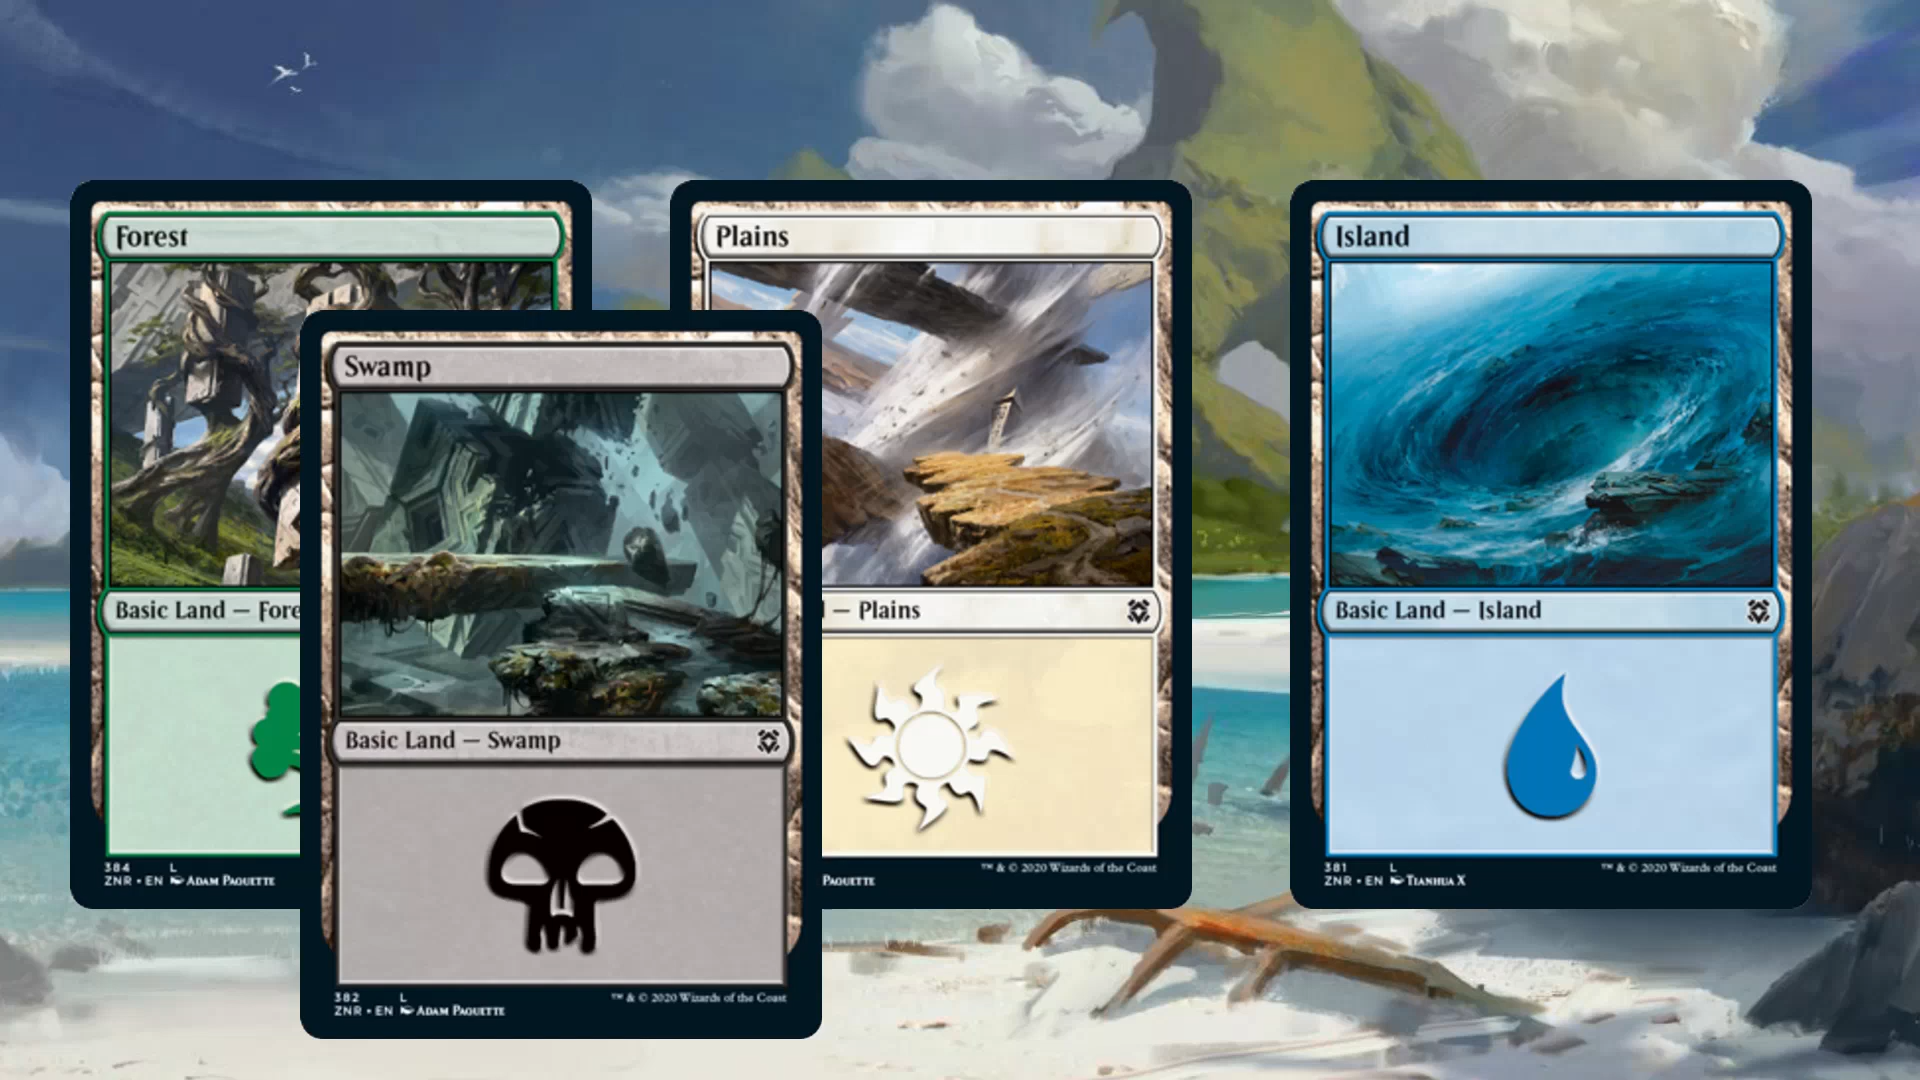 Forest
Basic Land — Fore
384 L
ZNR • EN ADAM PAQUETTE
Swamp
Basic Land — Swamp
382 L
ZNR • EN ADAM PAQUETTE
™ & © 2020 Wizards of the Coast
Plains
— Plains
PAQUETTE
™ & © 2020 Wizards of the Coast
Island
Basic Land — Island
381 L
ZNR • EN TIANHUA X
™ & © 2020 Wizards of the Coast